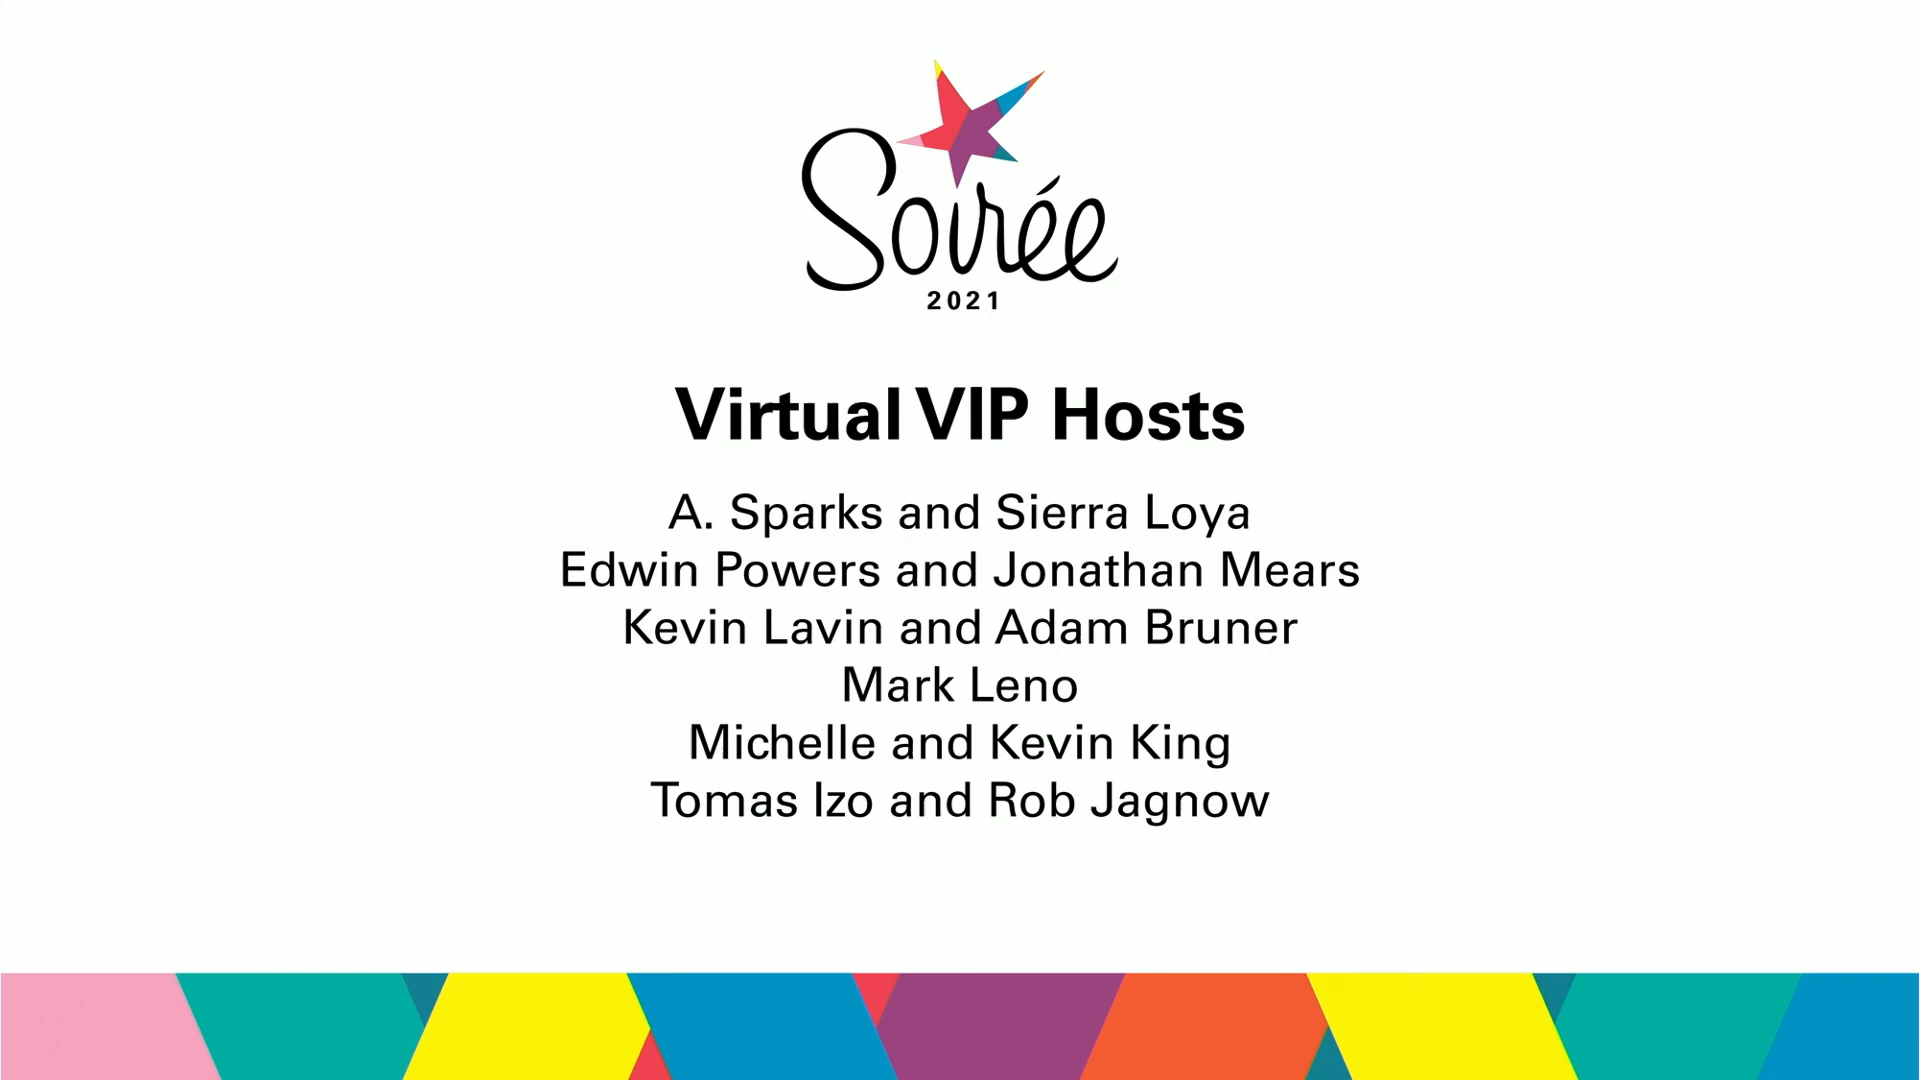 Soirée
2021
Virtual VIP Hosts
A. Sparks and Sierra Loya
Edwin Powers and Jonathan Mears
Kevin Lavin and Adam Bruner
Mark Leno
Michelle and Kevin King
Tomas Izo and Rob Jagnow